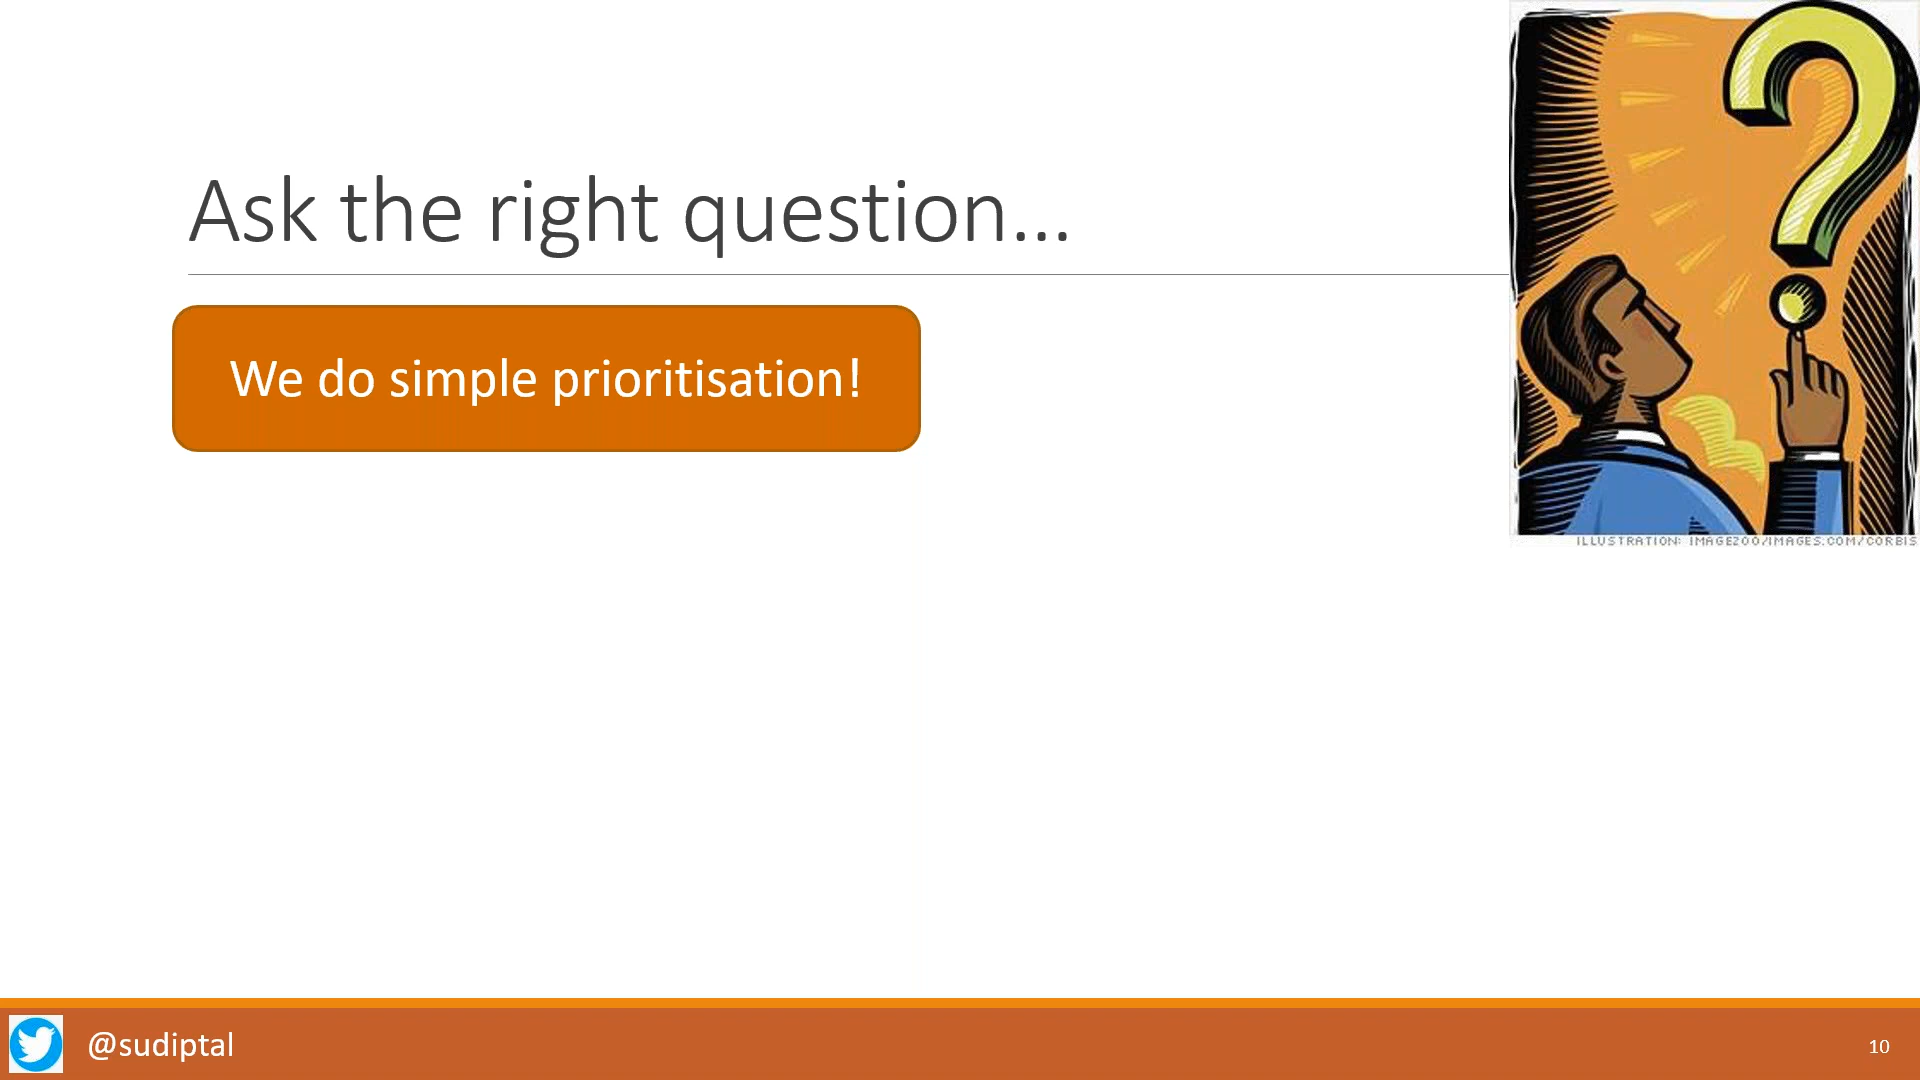 Ask the right question…
We do simple prioritisation!
ILLUSTRATION: IMAGEZOO/IMAGES.COM/CORBIS
@sudiptal
10